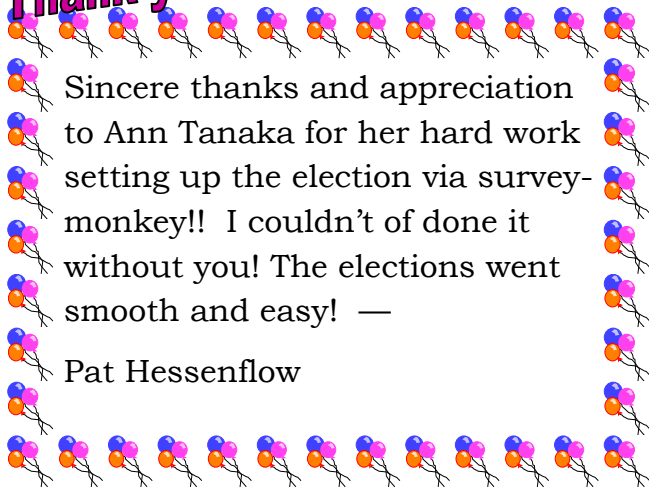 Sincere thanks and appreciation
to Ann Tanaka for her hard work
setting up the election via survey-
monkey!!  I couldn’t of done it
without you! The elections went
smooth and easy!  —
Pat Hessenflow